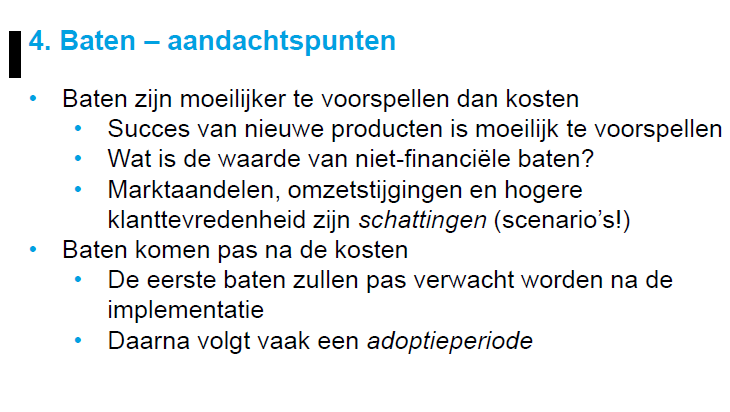 4. Baten – aandachtspunten
• Baten zijn moeilijker te voorspellen dan kosten
• Succes van nieuwe producten is moeilijk te voorspellen
• Wat is de waarde van niet-financiële baten?
• Marktaandelen, omzetstijgingen en hogere
klanttevredenheid zijn schattingen (scenario's!)
• Baten komen pas na de kosten
• De eerste baten zullen pas verwacht worden na de
implementatie
• Daarna volgt vaak een adoptieperiode